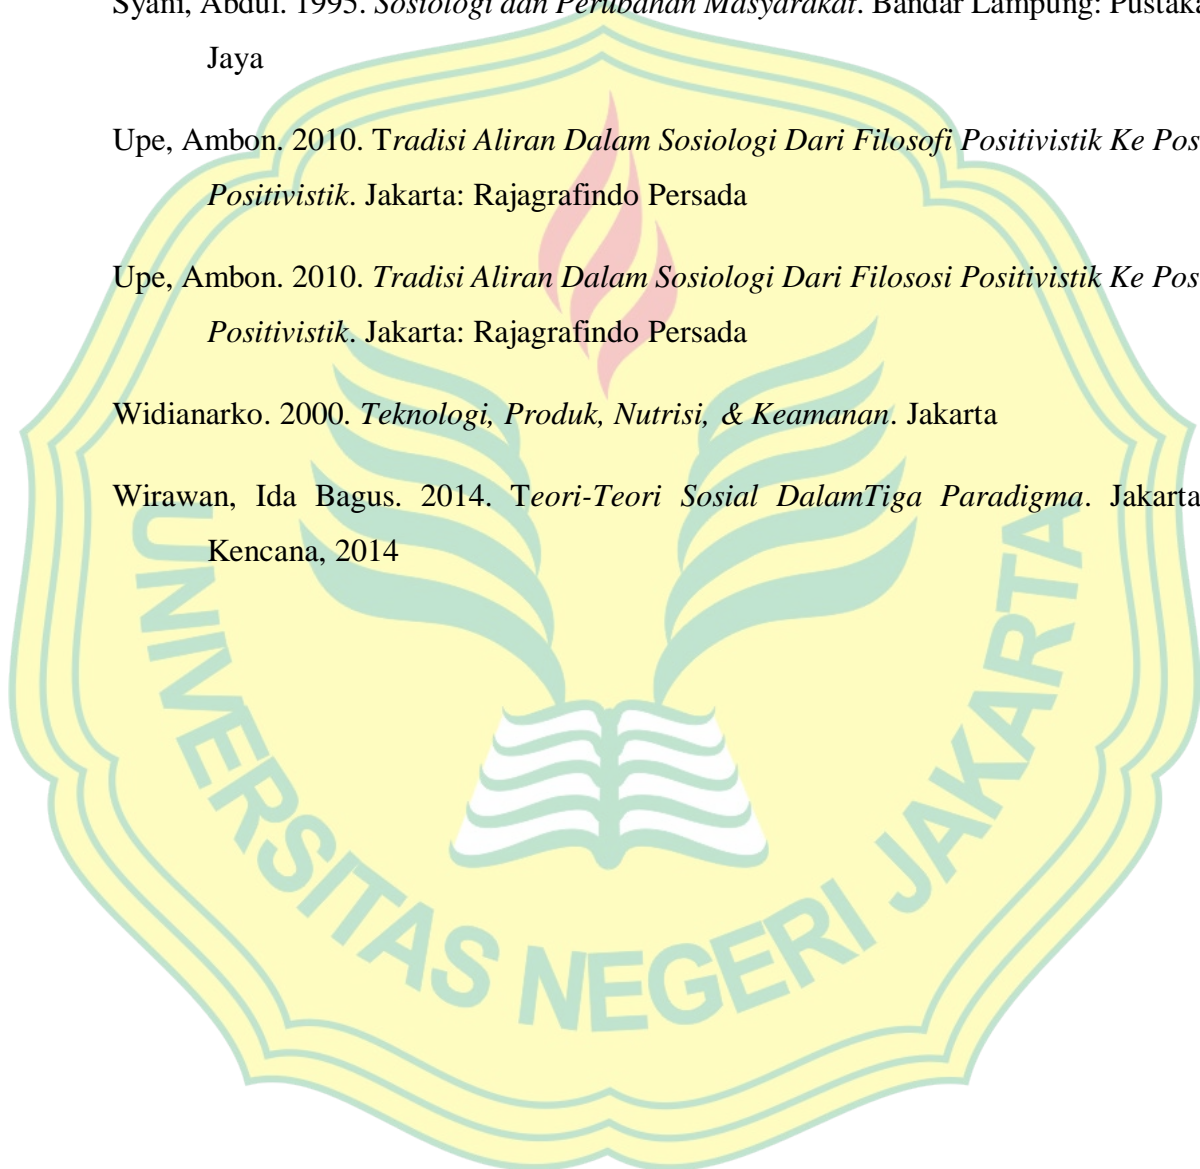 Syani, Abdul. 1995. Sosiologi dan Perubahan Masyarakat. Bandar Lampung: Pustaka
Jaya
Upe, Ambon. 2010. Tradisi Aliran Dalam Sosiologi Dari Filosofi Positivistik Ke Pos
Positivistik. Jakarta: Rajagrafindo Persada
Upe, Ambon. 2010. Tradisi Aliran Dalam Sosiologi Dari Filososi Positivistik Ke Pos
Positivistik. Jakarta: Rajagrafindo Persada
Widianarko. 2000. Teknologi, Produk, Nutrisi, & Keamanan. Jakarta
Wirawan, Ida Bagus. 2014. Teori-Teori Sosial DalamTiga Paradigma. Jakarta
Kencana, 2014
UNIVERSITAS NEGERI JAKARTA